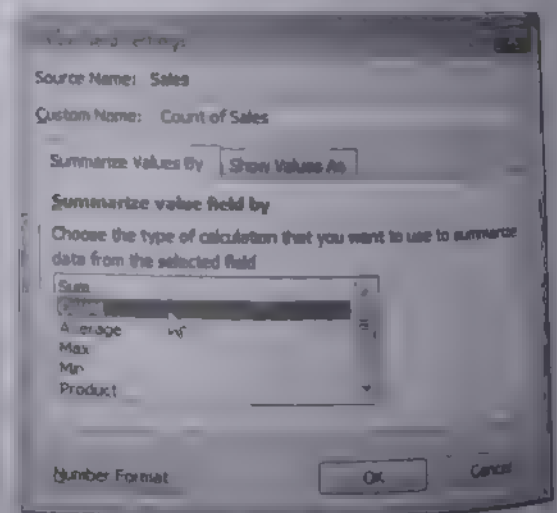 Source Name: Sales
Custom Name: Count of Sales
Summarize Values By Show Values As
Summarize value field by
Choose the type of calculation that you want to use to summarize
data from the selected field
Sum
Average
Max
Min
Product
Number Format OK Cancel